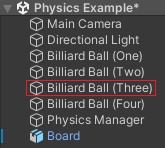 Physics Example*
Main Camera
Directional Light
Billiard Ball (One)
Billiard Ball (Two)
Billiard Ball (Three)
Billiard Ball (Four)
Physics Manager
Board